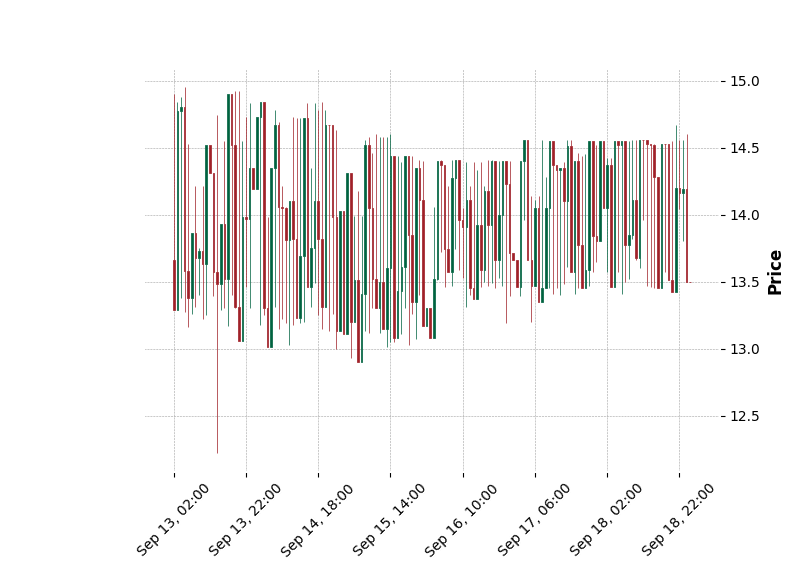 15.0
14.5
14.0
13.5
13.0
12.5
Price
Sep 13, 02:00
Sep 13, 22:00
Sep 14, 18:00
Sep 15, 14:00
Sep 16, 10:00
Sep 17, 06:00
Sep 18, 02:00
Sep 18, 22:00